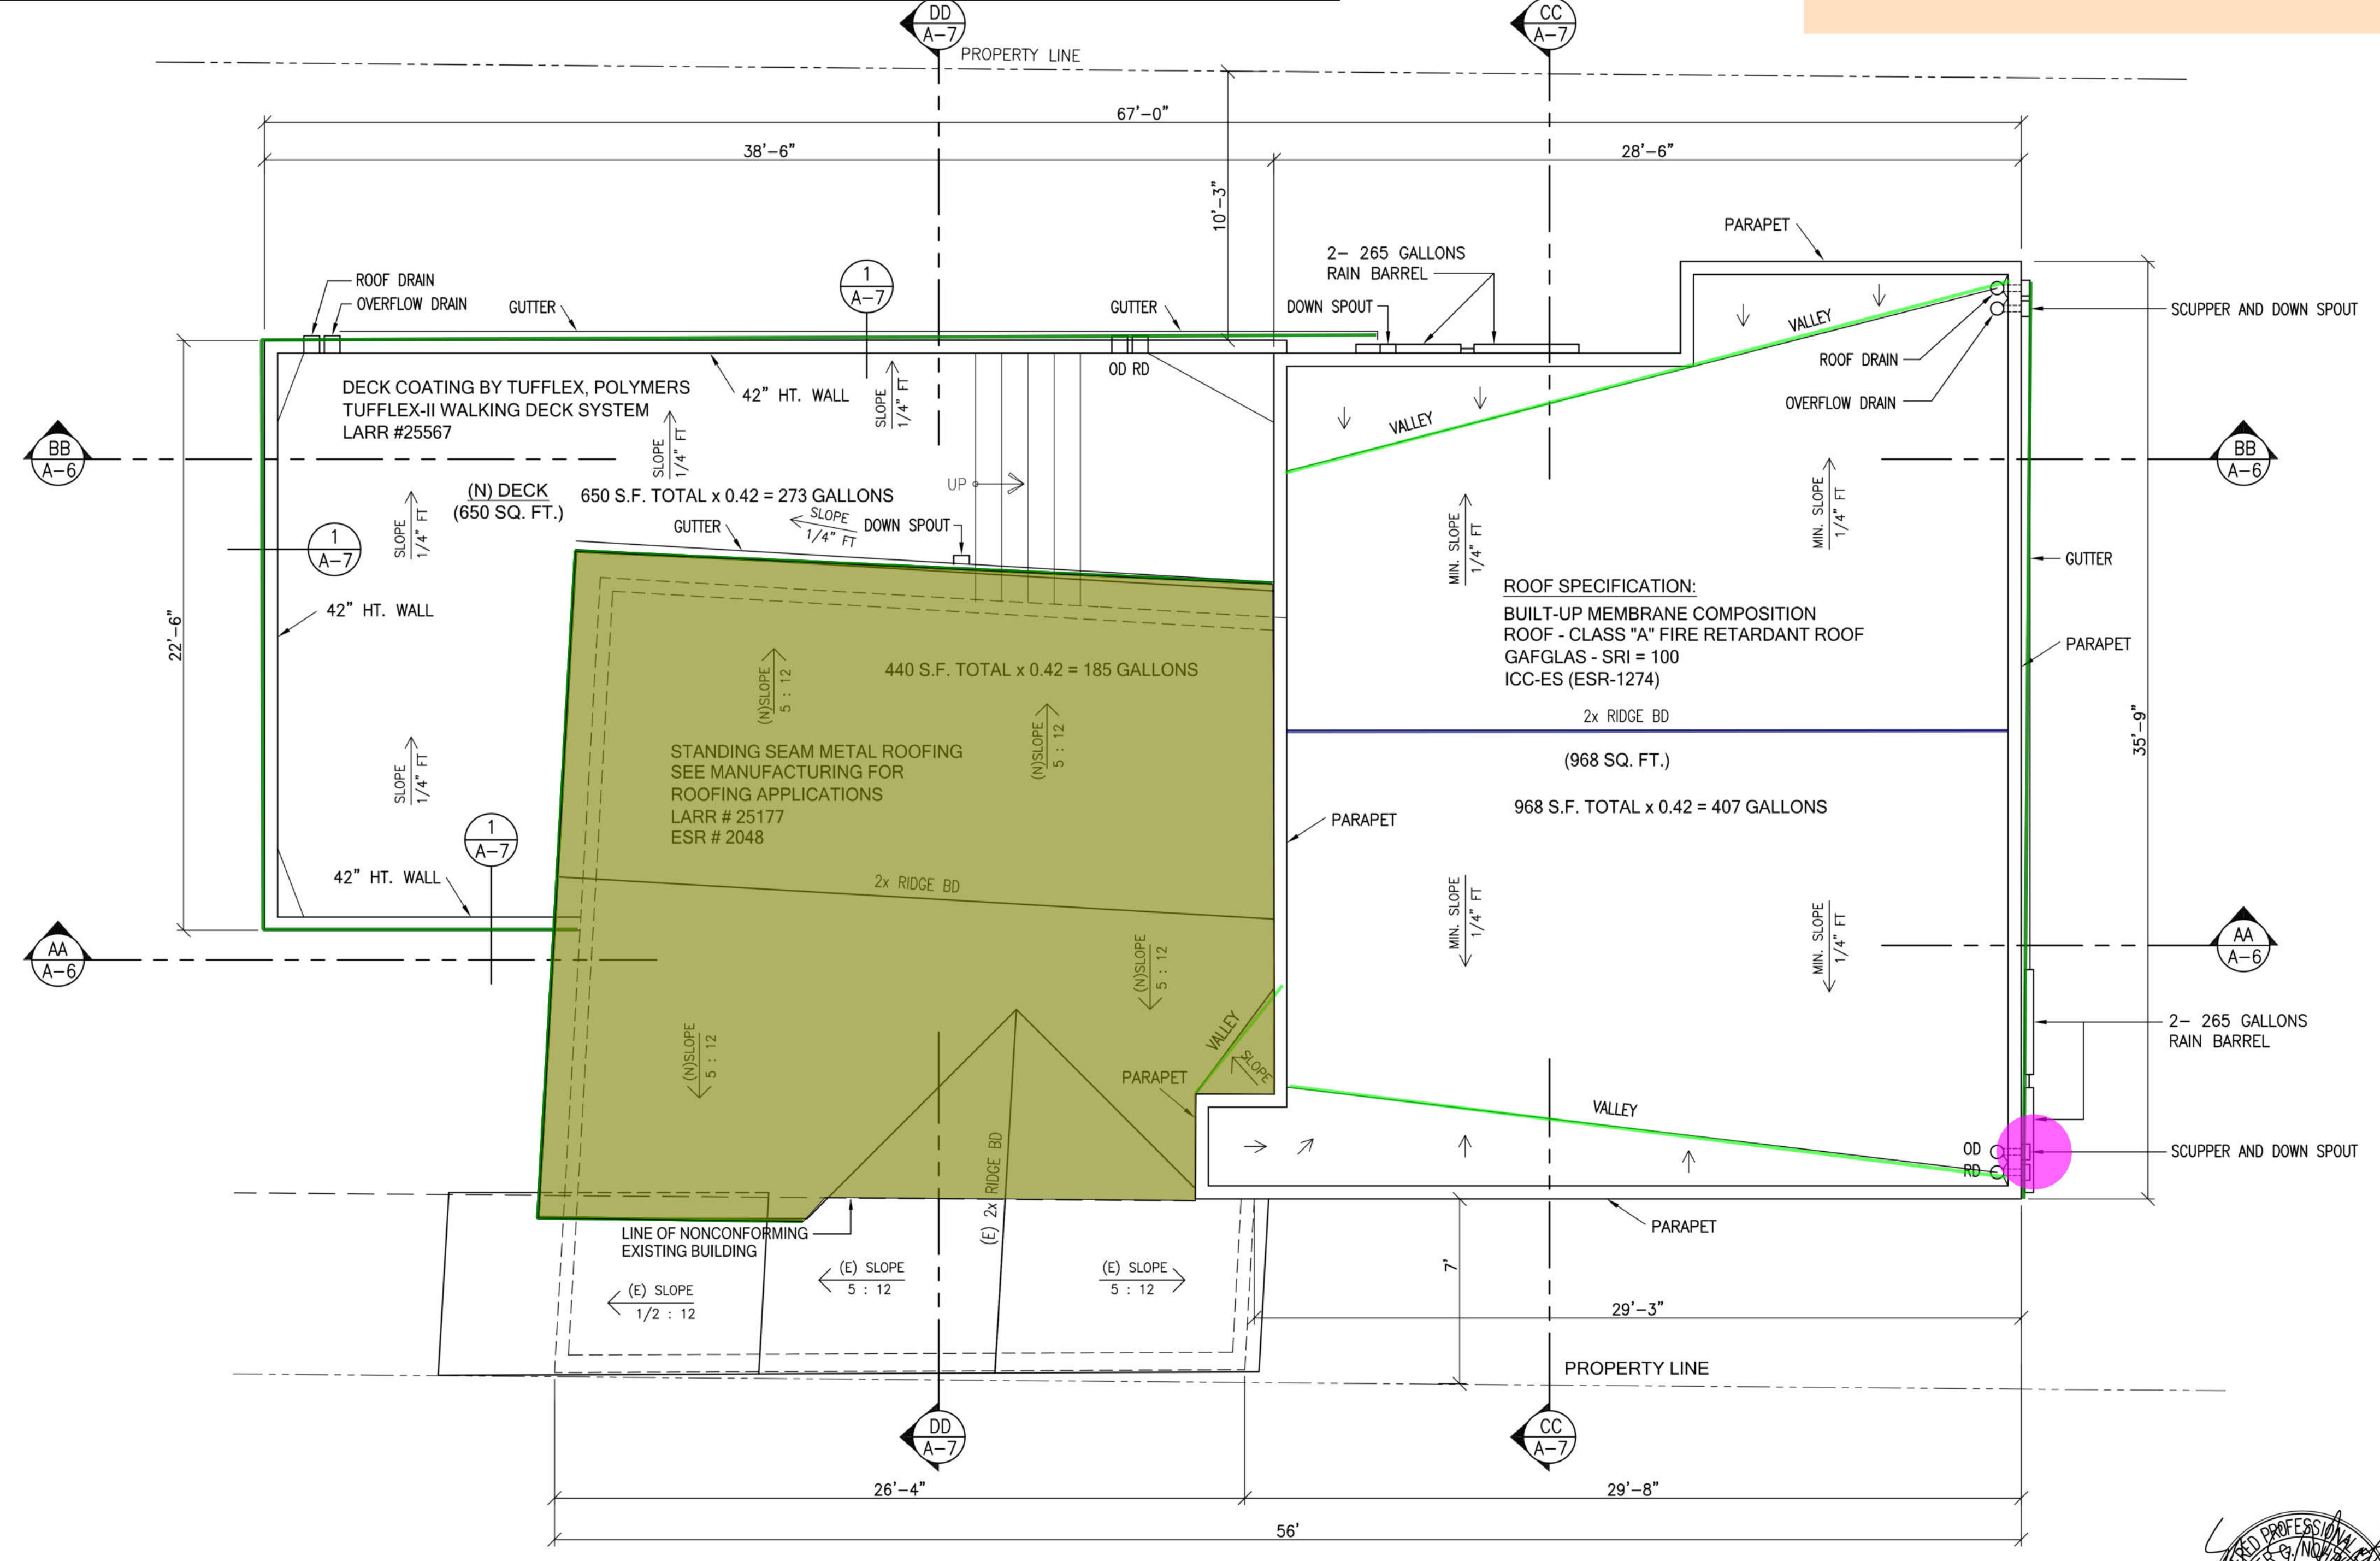 DD
A-7
CC
A-7
PROPERTY LINE
67'-0"
38'-6"
28'-6"
10'-3"
PARAPET
2- 265 GALLONS
RAIN BARREL
ROOF DRAIN
OVERFLOW DRAIN
GUTTER
1
A-7
GUTTER
DOWN SPOUT
SCUPPER AND DOWN SPOUT
VALLEY
ROOF DRAIN
OVERFLOW DRAIN
OD RD
DECK COATING BY TUFFLEX, POLYMERS
TUFFLEX-II WALKING DECK SYSTEM
LARR #25567
42" HT. WALL
SLOPE
1/4" FT
SLOPE
1/4" FT
VALLEY
BB
A-6
BB
A-6
(N) DECK
(650 SQ. FT.)
650 S.F. TOTAL x 0.42 = 273 GALLONS
UP
SLOPE
1/4" FT
GUTTER
SLOPE
1/4" FT
DOWN SPOUT
1
A-7
MIN. SLOPE
1/4" FT
MIN. SLOPE
1/4" FT
GUTTER
22'-6"
42" HT. WALL
ROOF SPECIFICATION:
BUILT-UP MEMBRANE COMPOSITION
ROOF - CLASS "A" FIRE RETARDANT ROOF
GAFGLAS - SRI = 100
ICC-ES (ESR-1274)
PARAPET
440 S.F. TOTAL x 0.42 = 185 GALLONS
(N)SLOPE
5 : 12
(N)SLOPE
5 : 12
2x RIDGE BD
35'-9"
STANDING SEAM METAL ROOFING
SEE MANUFACTURING FOR
ROOFING APPLICATIONS
LARR # 25177
ESR # 2048
(968 SQ. FT.)
968 S.F. TOTAL x 0.42 = 407 GALLONS
SLOPE
1/4" FT
PARAPET
1
A-7
42" HT. WALL
2x RIDGE BD
MIN. SLOPE
1/4" FT
MIN. SLOPE
1/4" FT
AA
A-6
AA
A-6
(N)SLOPE
5 : 12
(N)SLOPE
5 : 12
VALLEY
SLOPE
PARAPET
2- 265 GALLONS
RAIN BARREL
VALLEY
OD
RD
SCUPPER AND DOWN SPOUT
(E) 2x RIDGE BD
LINE OF NONCONFORMING
EXISTING BUILDING
PARAPET
(E) SLOPE
1/2 : 12
(E) SLOPE
5 : 12
(E) SLOPE
5 : 12
7'
29'-3"
PROPERTY LINE
DD
A-7
CC
A-7
26'-4"
29'-8"
56'
PROFESSIONAL